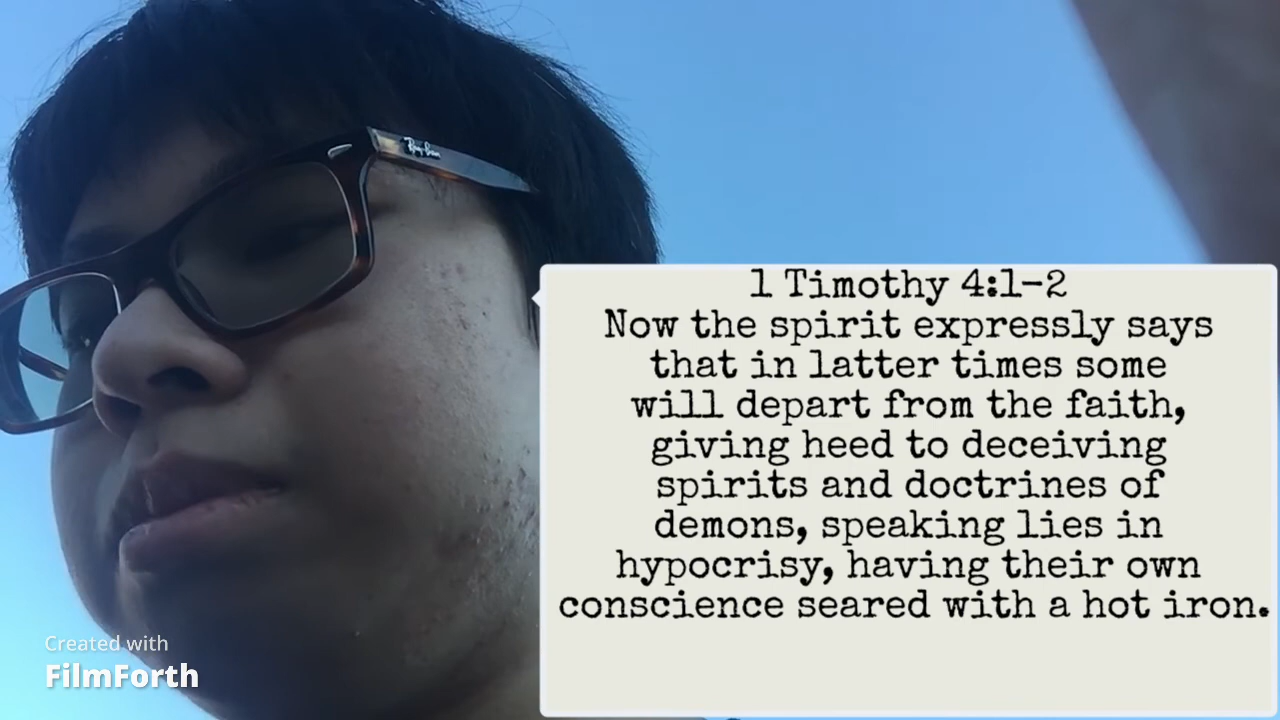 Ray-Ban
1 Timothy 4:1-2
Now the spirit expressly says
that in latter times some
will depart from the faith,
giving heed to deceiving
spirits and doctrines of
demons, speaking lies in
hypocrisy, having their own
conscience seared with a hot iron.
Created with
FilmForth